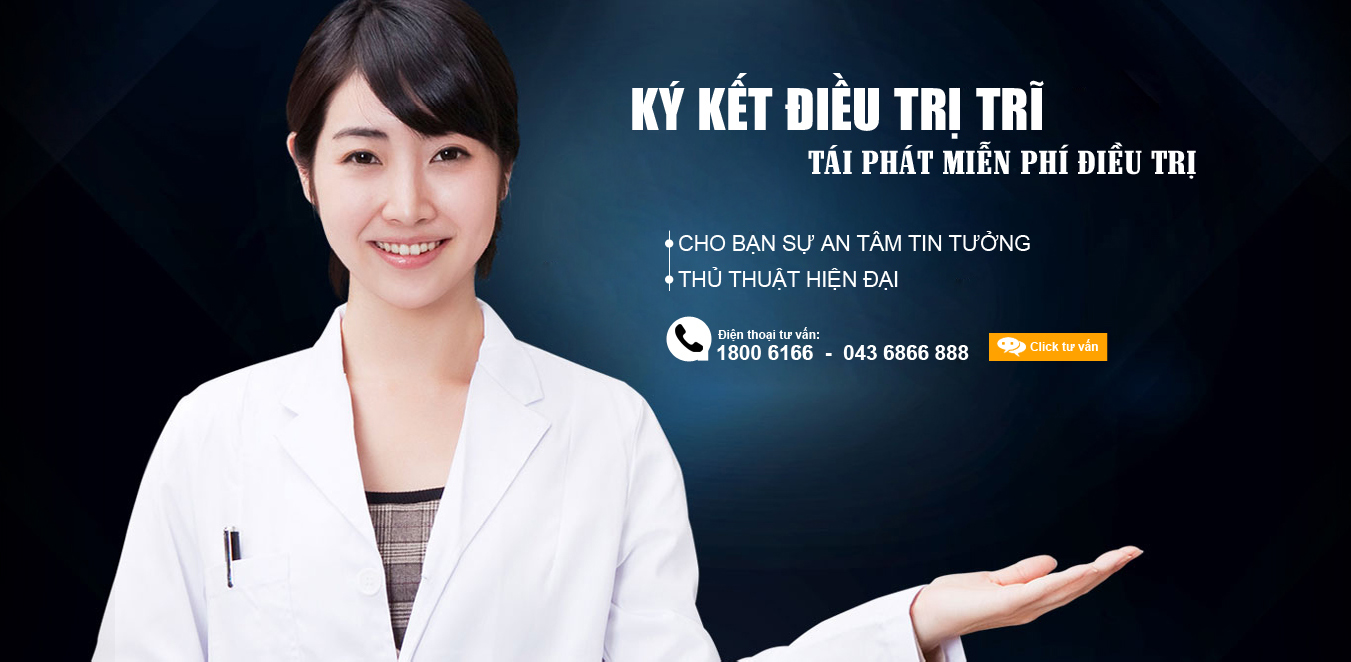 KÝ KẾT ĐIỀU TRỊ TRĨ
TÁI PHÁT MIỄN PHÍ ĐIỀU TRỊ
CHO BẠN SỰ AN TÂM TIN TƯỞNG
THỦ THUẬT HIỆN ĐẠI
Điện thoại tư vấn:
1800 6166 - 043 6866 888
Click tư vấn